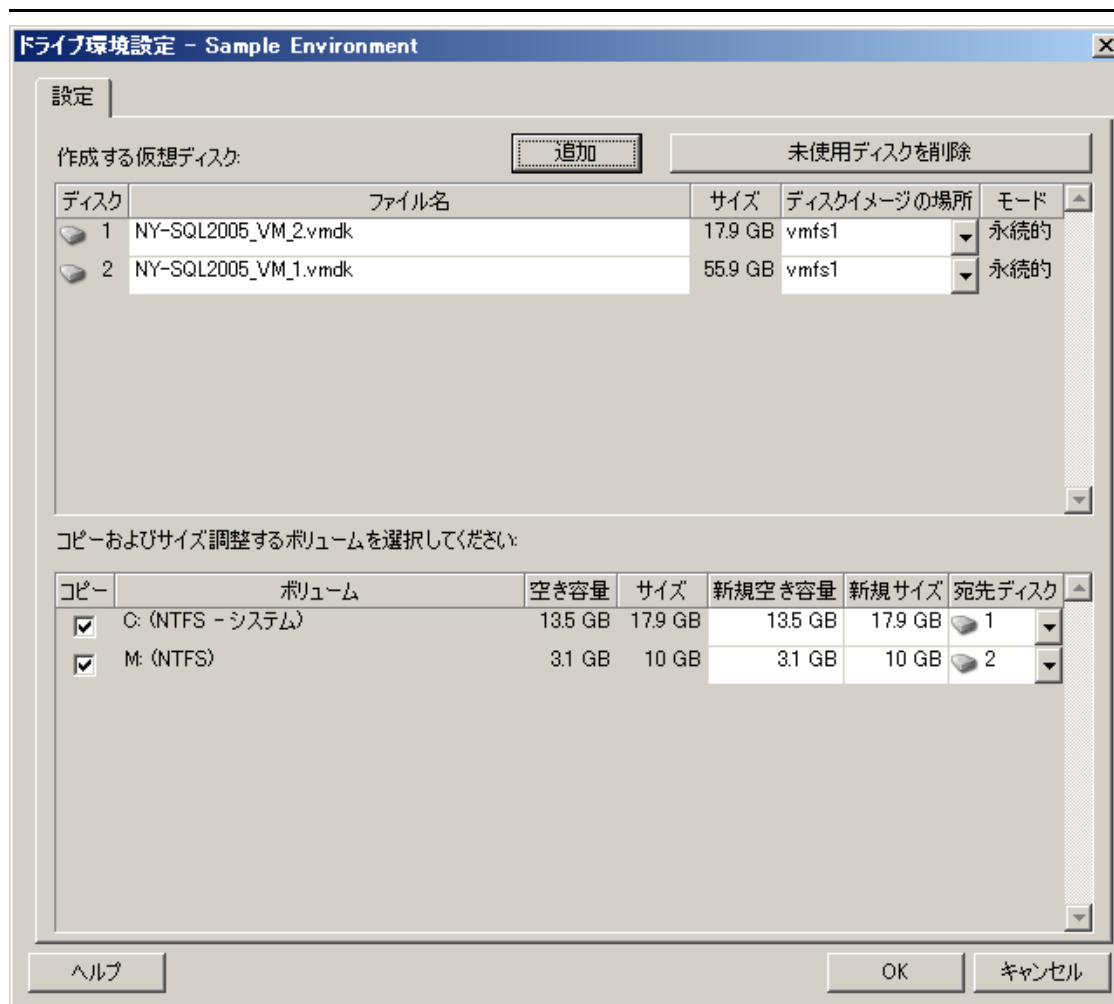 ドライブ環境設定 - Sample Environment
設定
作成する仮想ディスク: 追加 未使用ディスクを削除
ディスク ファイル名 サイズ ディスクイメージの場所 モード
1 NY-SQL2005_VM_2.vmdk 17.9 GB vmfs1 永続的
2 NY-SQL2005_VM_1.vmdk 55.9 GB vmfs1 永続的
コピーおよびサイズ調整するボリュームを選択してください:
コピー ボリューム 空き容量 サイズ 新規空き容量 新規サイズ 宛先ディスク
C: (NTFS - システム) 13.5 GB 17.9 GB 13.5 GB 17.9 GB 1
M: (NTFS) 3.1 GB 10 GB 3.1 GB 10 GB 2
ヘルプ OK キャンセル